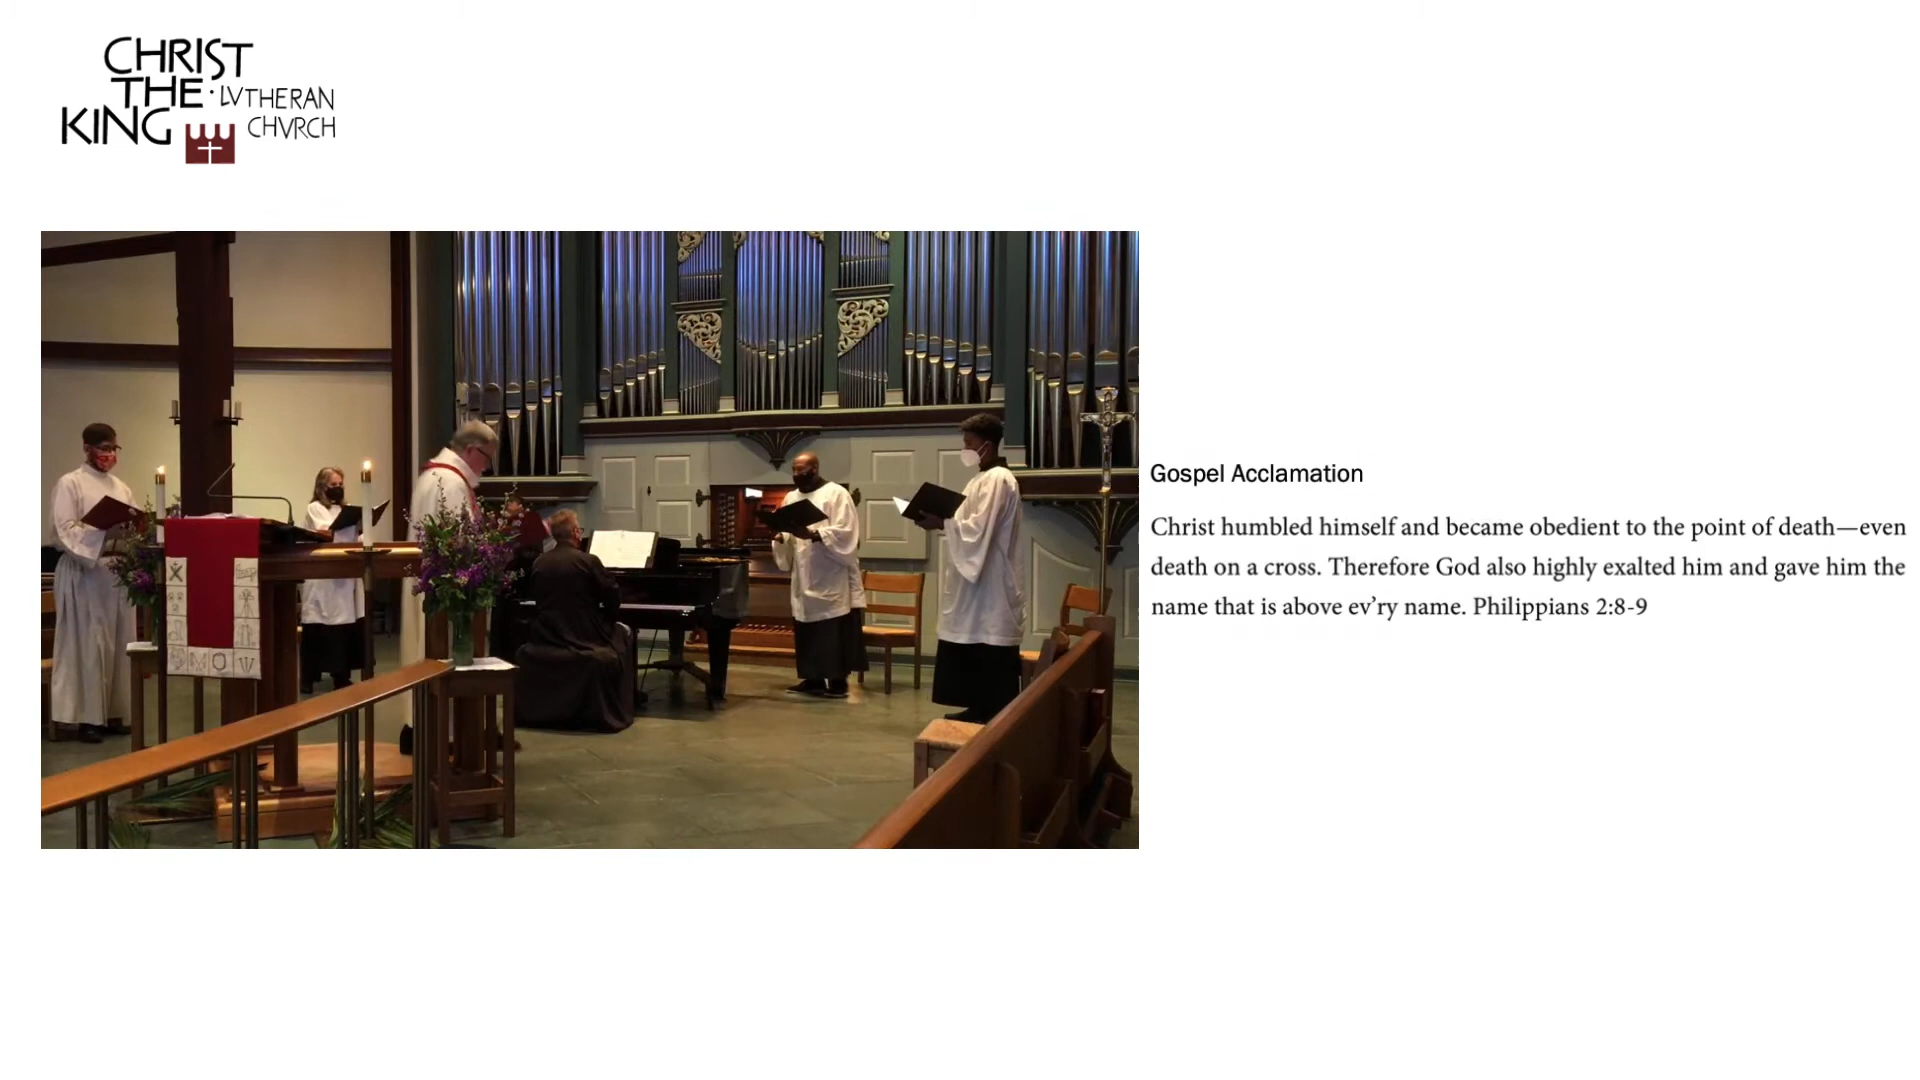 CHRIST
THE · LVTHERAN
KING CHVRCH
Gospel Acclamation
Christ humbled himself and became obedient to the point of death—even
death on a cross. Therefore God also highly exalted him and gave him the
name that is above ev’ry name. Philippians 2:8-9